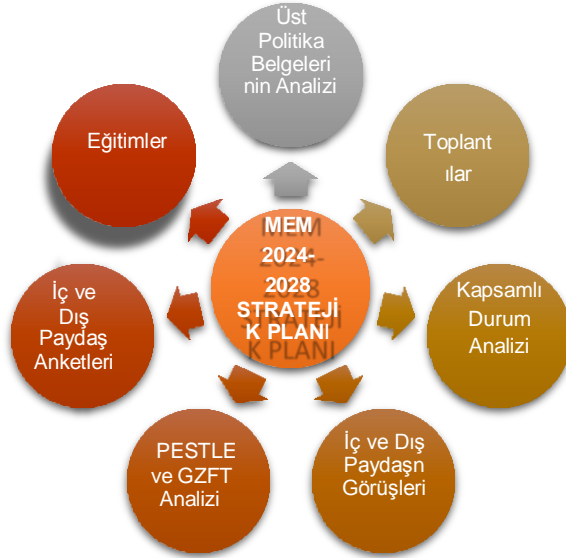 Üst
Politika
Belgeleri
nin Analizi
Toplant
ılar
Kapsamlı
Durum
Analizi
İç ve Dış
Paydaşn
Görüşleri
PESTLE
ve GZFT
Analizi
İç ve
Dış
Paydaş
Anketleri
Eğitimler
MEM
2024-
2028
STRATEJİ
K PLANI